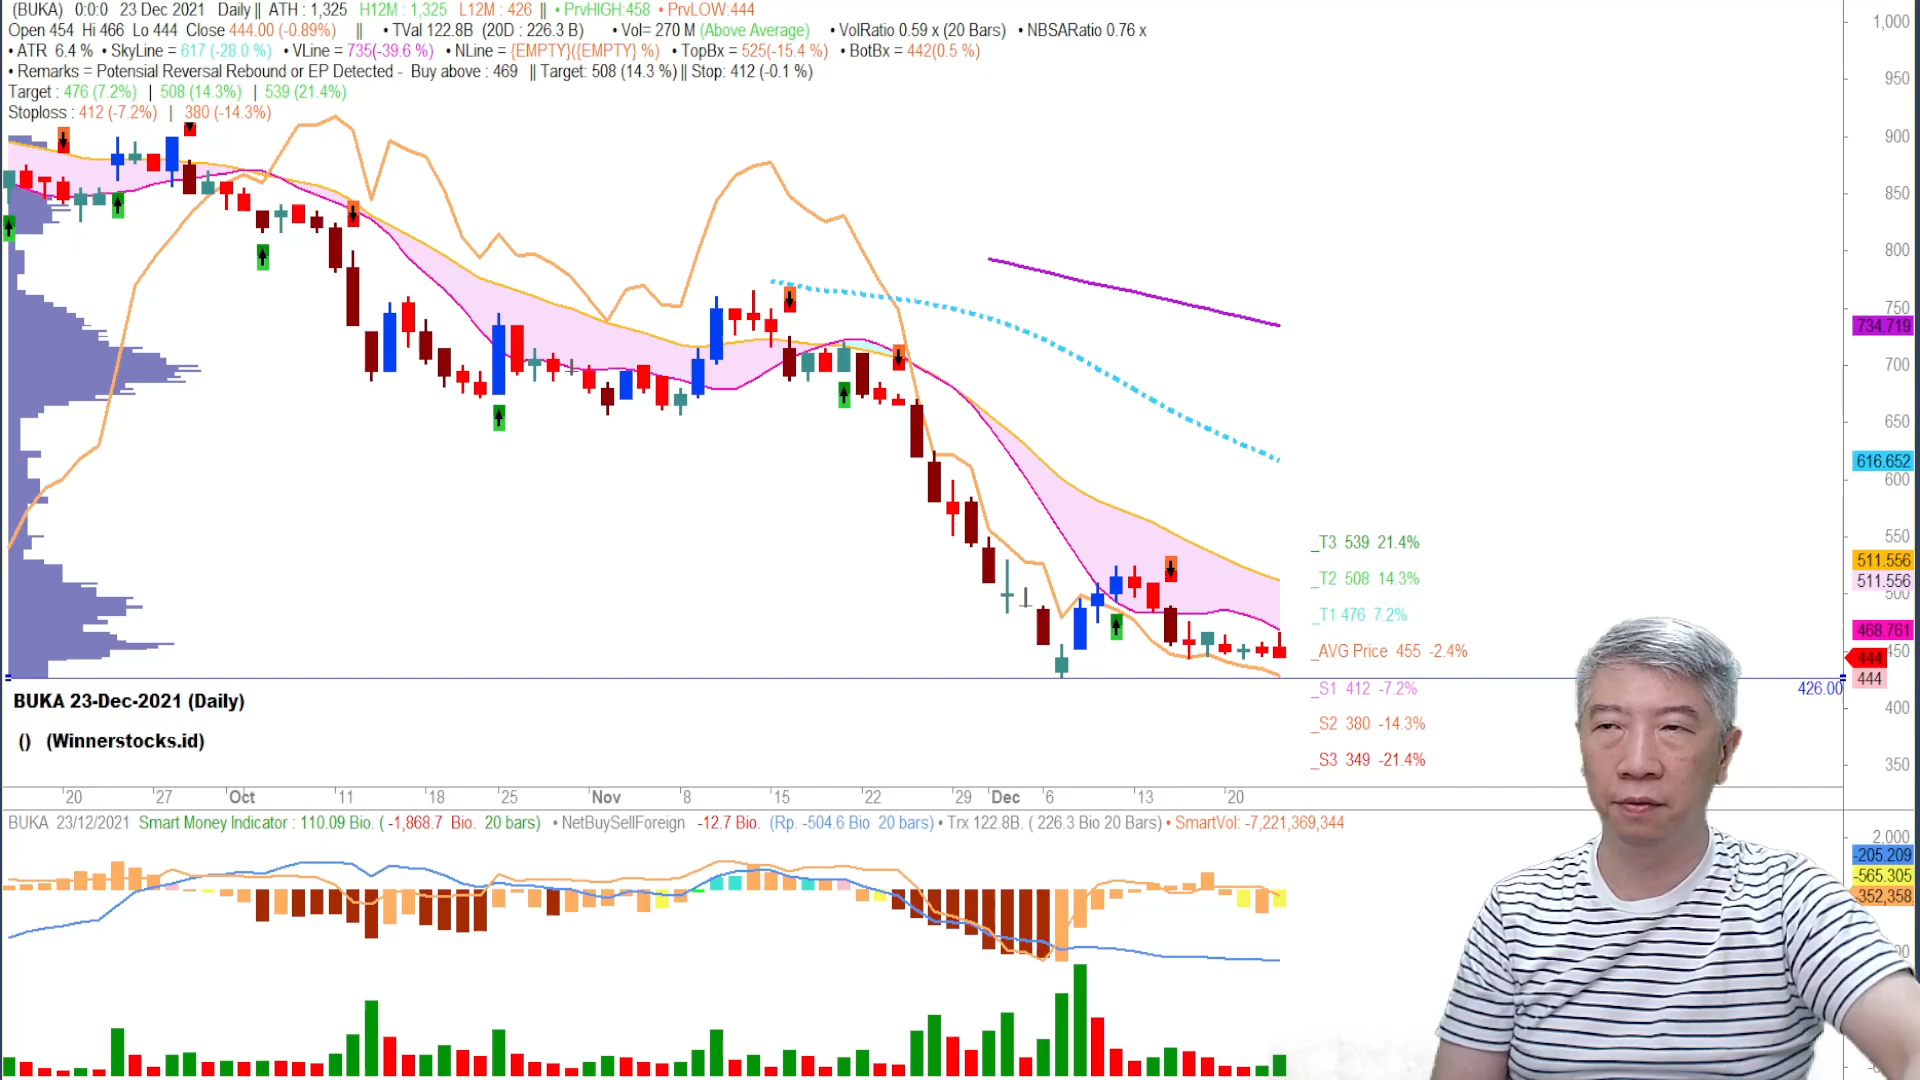 (BUKA) 0:0:0 23 Dec 2021 Daily || ATH : 1,325 H12M : 1,325 L12M : 426 || • PrvHIGH:458 • PrvLOW:444
Open 454 Hi 466 Lo 444 Close 444.00 (-0.89%) || • TVal 122.8B (20D : 226.3 B) • Vol= 270 M (Above Average) • VolRatio 0.59 x (20 Bars) • NBSARatio 0.76 x
• ATR 6.4 % • SkyLine = 617 (-28.0 %) • VLine = 735(-39.6 %) • NLine = {EMPTY}({EMPTY} %) • TopBx = 525(-15.4 %) • BotBx = 442(0.5 %)
• Remarks = Potensial Reversal Rebound or EP Detected - Buy above : 469 || Target: 508 (14.3 %) || Stop: 412 (-0.1 %)
Target : 476 (7.2%) | 508 (14.3%) | 539 (21.4%)
Stoploss : 412 (-7.2%) | 380 (-14.3%)
1,000
950
900
850
800
750
734.719
700
650
616.652
600
550
511.556
511.556
500
468.761
450
444
444
426.00
400
350
_T3 539 21.4%
_T2 508 14.3%
_T1 476 7.2%
_AVG Price 455 -2.4%
_S1 412 -7.2%
_S2 380 -14.3%
_S3 349 -21.4%
BUKA 23-Dec-2021 (Daily)
() (Winnerstocks.id)
20 27 Oct 11 18 25 Nov 8 15 22 29 Dec 6 13 20
BUKA 23/12/2021 Smart Money Indicator : 110.09 Bio. ( -1,868.7 Bio. 20 bars) • NetBuySellForeign -12.7 Bio. (Rp. -504.6 Bio 20 bars) • Trx 122.8B. ( 226.3 Bio 20 Bars) • SmartVol: -7,221,369,344
2,000
-205.209
-565.305
-352,358